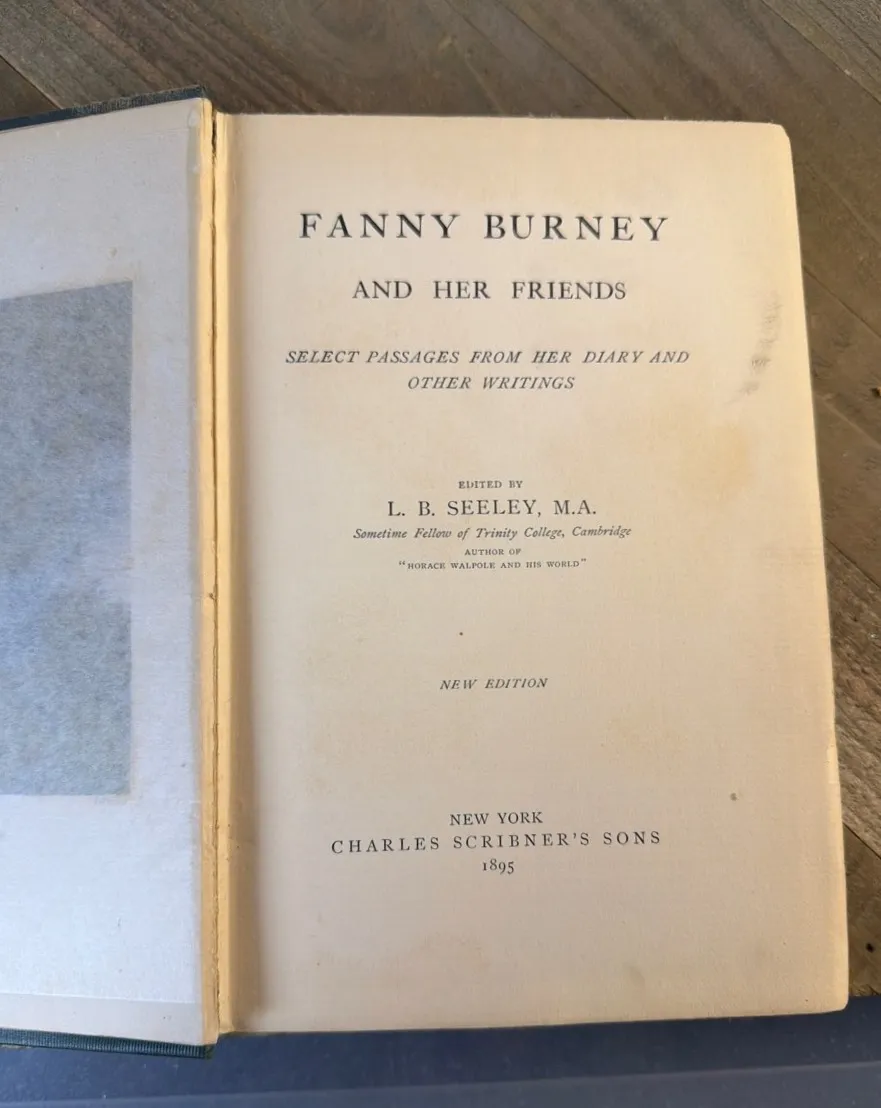 FANNY BURNEY
AND HER FRIENDS
SELECT PASSAGES FROM HER DIARY AND
OTHER WRITINGS
EDITED BY
L. B. SEELEY, M.A.
Sometime Fellow of Trinity College, Cambridge
AUTHOR OF
"HORACE WALPOLE AND HIS WORLD"
NEW EDITION
NEW YORK
CHARLES SCRIBNER'S SONS
1895